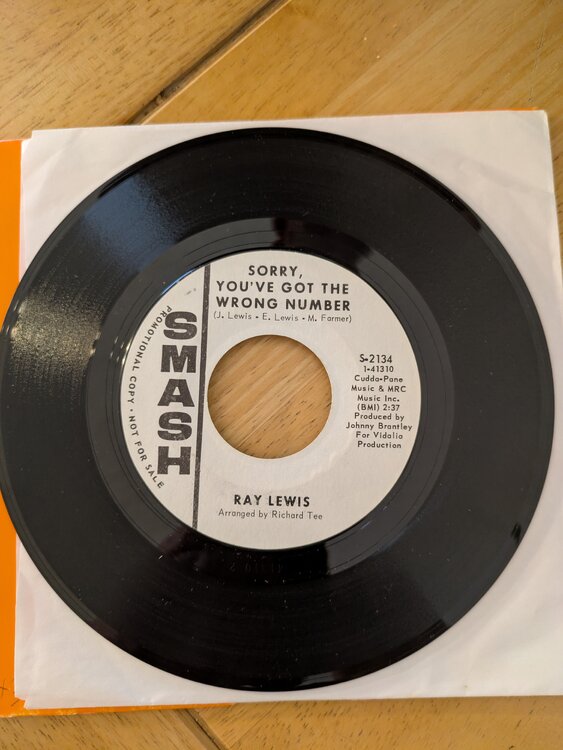 SORRY,
YOU'VE GOT THE
WRONG NUMBER
(J. Lewis • E. Lewis • M. Farmer)
SMASH
PROMOTIONAL COPY • NOT FOR SALE
S-2134
1-41310
Cudda-Pane
Music & MRC
Music Inc.
(BMI) 2:37
Produced by
Johnny Brantley
For Vidalia
Production
RAY LEWIS
Arranged by Richard Tee